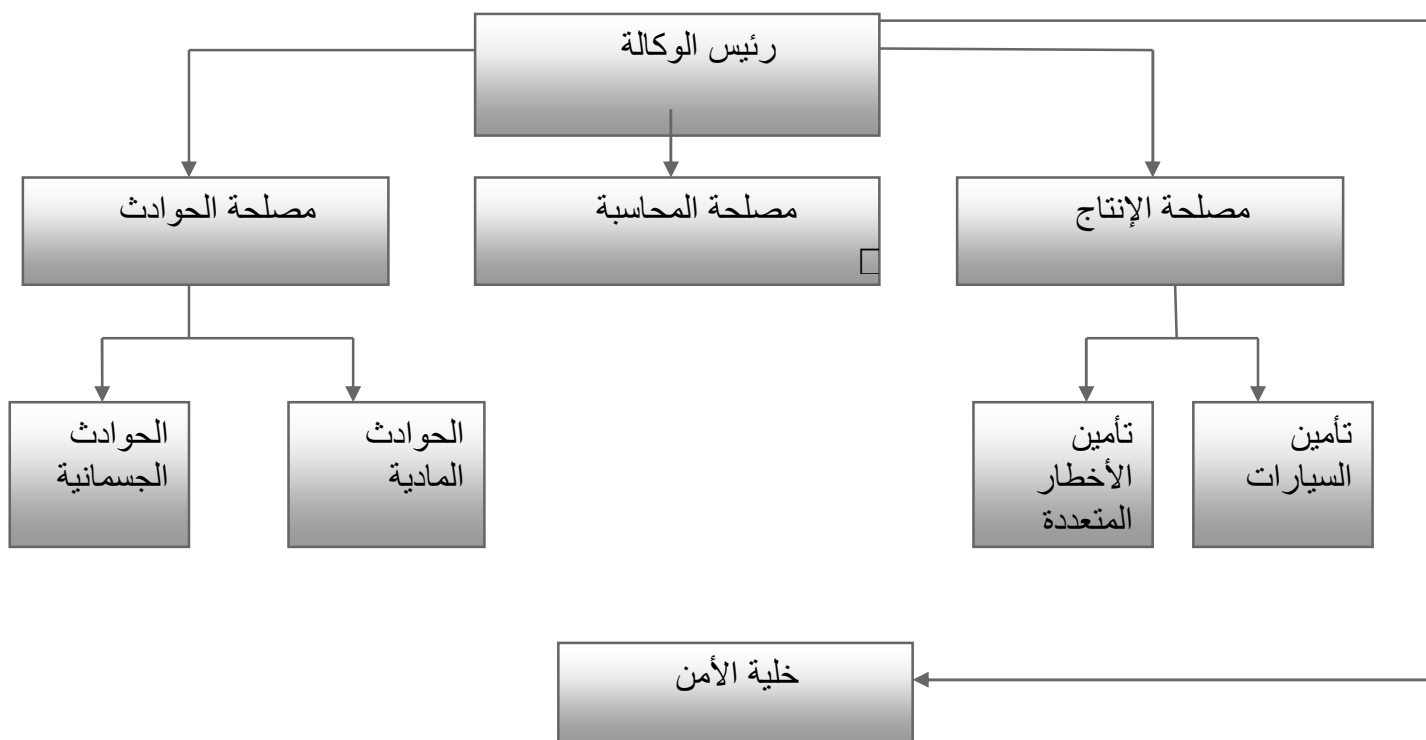 رئيس الوكالة
مصلحة الإنتاج
مصلحة المحاسبة
مصلحة الحوادث
تأمين
السيارات
تأمين
الأخطار
المتعددة
الحوادث
المادية
الحوادث
الجسمانية
خلية الأمن